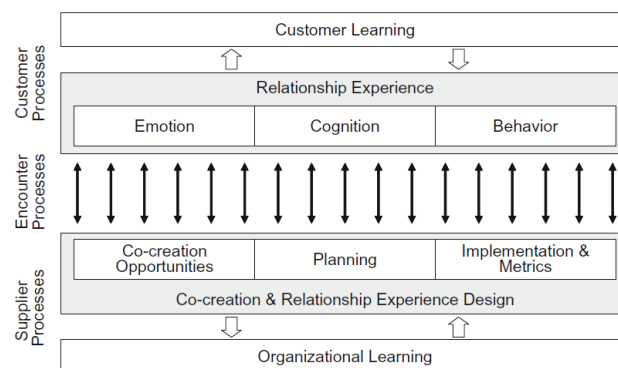 Customer Learning
Customer
Processes
Relationship Experience
Emotion
Cognition
Behavior
Encounter
Processes
Co-creation
Opportunities
Planning
Implementation &
Metrics
Supplier
Processes
Co-creation & Relationship Experience Design
Organizational Learning